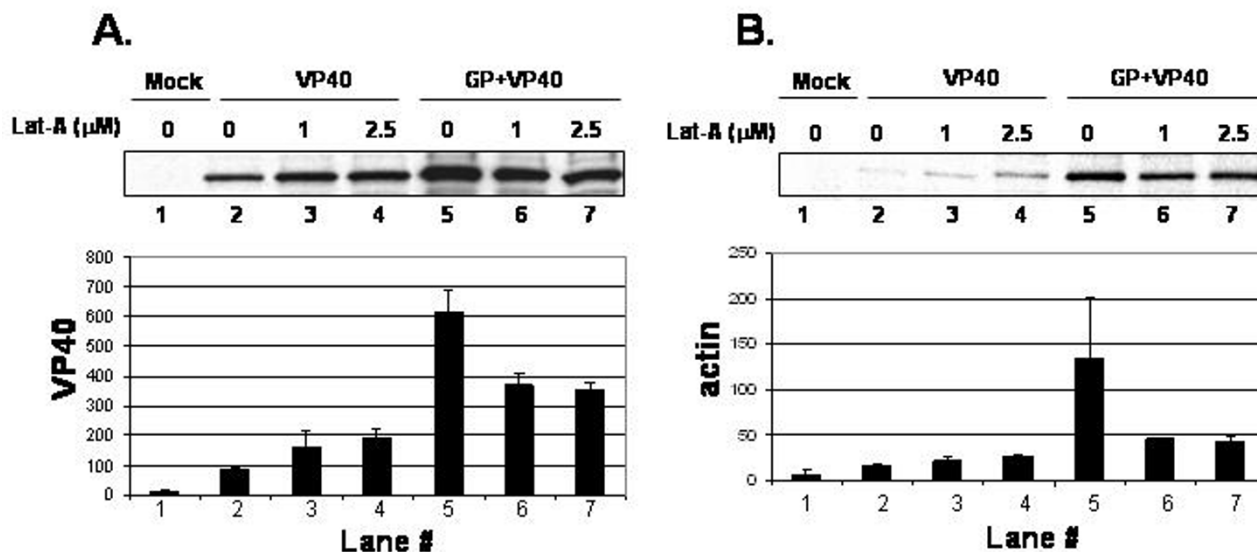 A.
Mock VP40 GP+VP40
Lat-A (µM) 0 0 1 2.5 0 1 2.5
1 2 3 4 5 6 7
800
700
600
500
400
300
200
100
0
VP40
1 2 3 4 5 6 7
Lane #
B.
Mock VP40 GP+VP40
Lat-A (µM) 0 0 1 2.5 0 1 2.5
1 2 3 4 5 6 7
250
200
150
100
50
0
actin
1 2 3 4 5 6 7
Lane #